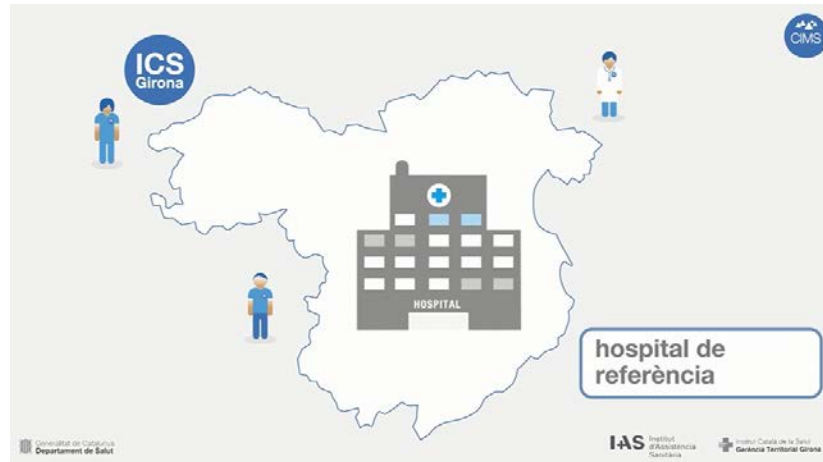 ICS
Girona
CIMS
HOSPITAL
hospital de
referència
Generalitat de Catalunya
Departament de Salut
IAS
Institut
d'Assistència
Sanitària
Institut Català de la Salut
Gerència Territorial Girona